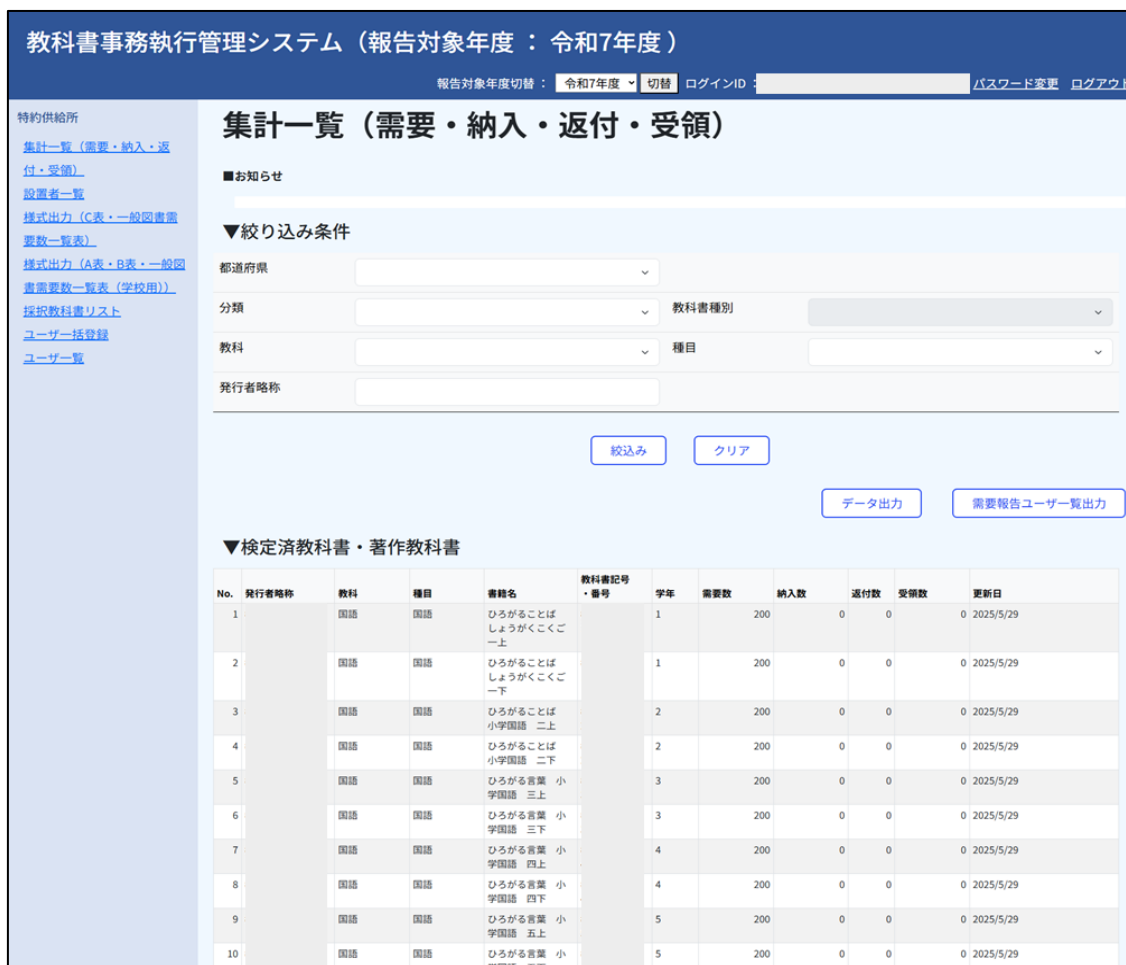 教科書事務執行管理システム（報告対象年度 ： 令和7年度 ）
報告対象年度切替 ： 令和7年度 切替 ログインID : パスワード変更 ログアウト
特約供給所
集計一覧（需要・納入・返
付・受領）
設置者一覧
様式出力（C表・一般図書需
要数一覧表）
様式出力（A表・B表・一般図
書需要数一覧表（学校用））
採択教科書リスト
ユーザ一括登録
ユーザ一覧
集計一覧（需要・納入・返付・受領）
■お知らせ
▼絞り込み条件
都道府県
分類 教科書種別
教科 種目
発行者略称
絞込み クリア
データ出力 需要報告ユーザ一覧出力
▼検定済教科書・著作教科書
教科書記号
No. 発行者略称 教科 種目 書籍名 ・番号 学年 需要数 納入数 返付数 受領数 更新日
1 国語 国語 ひろがることば 1 200 0 0 0 2025/5/29
しょうがくこくご
一上
2 国語 国語 ひろがることば 1 200 0 0 0 2025/5/29
しょうがくこくご
一下
3 国語 国語 ひろがることば 2 200 0 0 0 2025/5/29
小学国語 二上
4 国語 国語 ひろがることば 2 200 0 0 0 2025/5/29
小学国語 二下
5 国語 国語 ひろがる言葉 小 3 200 0 0 0 2025/5/29
学国語 三上
6 国語 国語 ひろがる言葉 小 3 200 0 0 0 2025/5/29
学国語 三下
7 国語 国語 ひろがる言葉 小 4 200 0 0 0 2025/5/29
学国語 四上
8 国語 国語 ひろがる言葉 小 4 200 0 0 0 2025/5/29
学国語 四下
9 国語 国語 ひろがる言葉 小 5 200 0 0 0 2025/5/29
学国語 五上
10 国語 国語 ひろがる言葉 小 5 200 0 0 0 2025/5/29